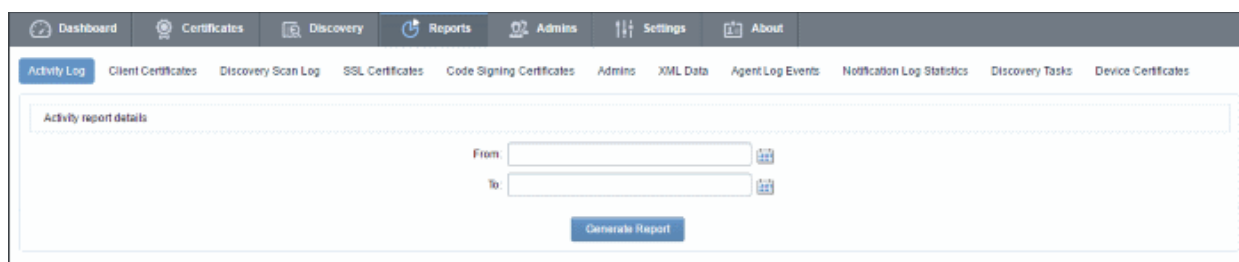 Dashboard Certificates Discovery Reports Admins Settings About
Activity Log Client Certificates Discovery Scan Log SSL Certificates Code Signing Certificates Admins XML Data Agent Log Events Notification Log Statistics Discovery Tasks Device Certificates
Activity report details
From:
To:
Generate Report